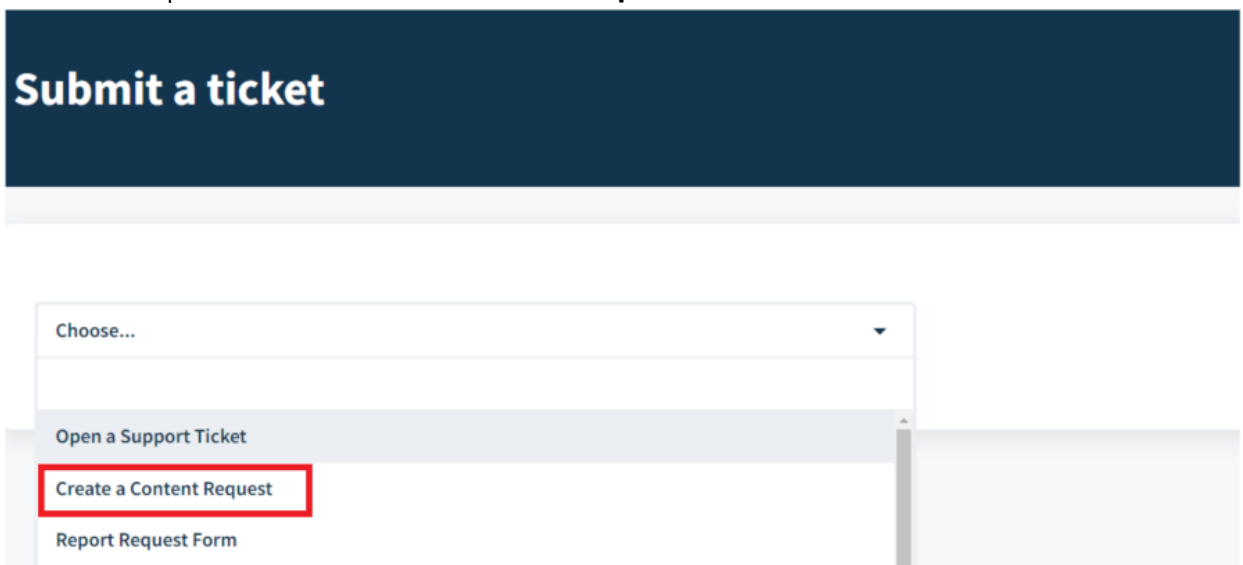 Submit a ticket
Choose...
Open a Support Ticket
Create a Content Request
Report Request Form